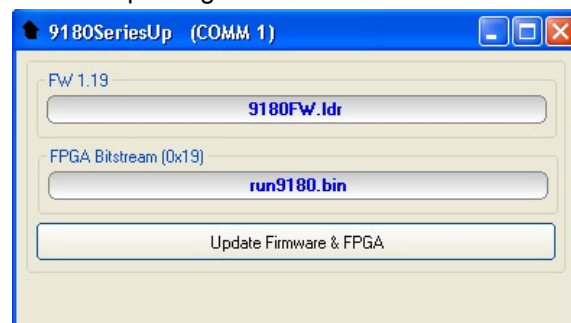 9180SeriesUp (COMM 1)
FW 1.19
9180FW.ldr
FPGA Bitstream (0x19)
run9180.bin
Update Firmware & FPGA